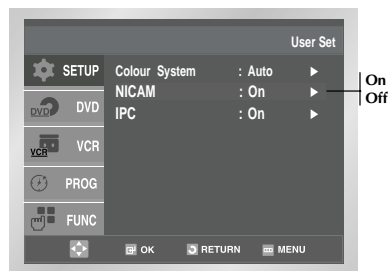 User Set
SETUP
Colour System : Auto ►
NICAM : On ►
IPC : On ►
On
Off
DVD DVD
VCR VCR
PROG
FUNC
OK RETURN MENU